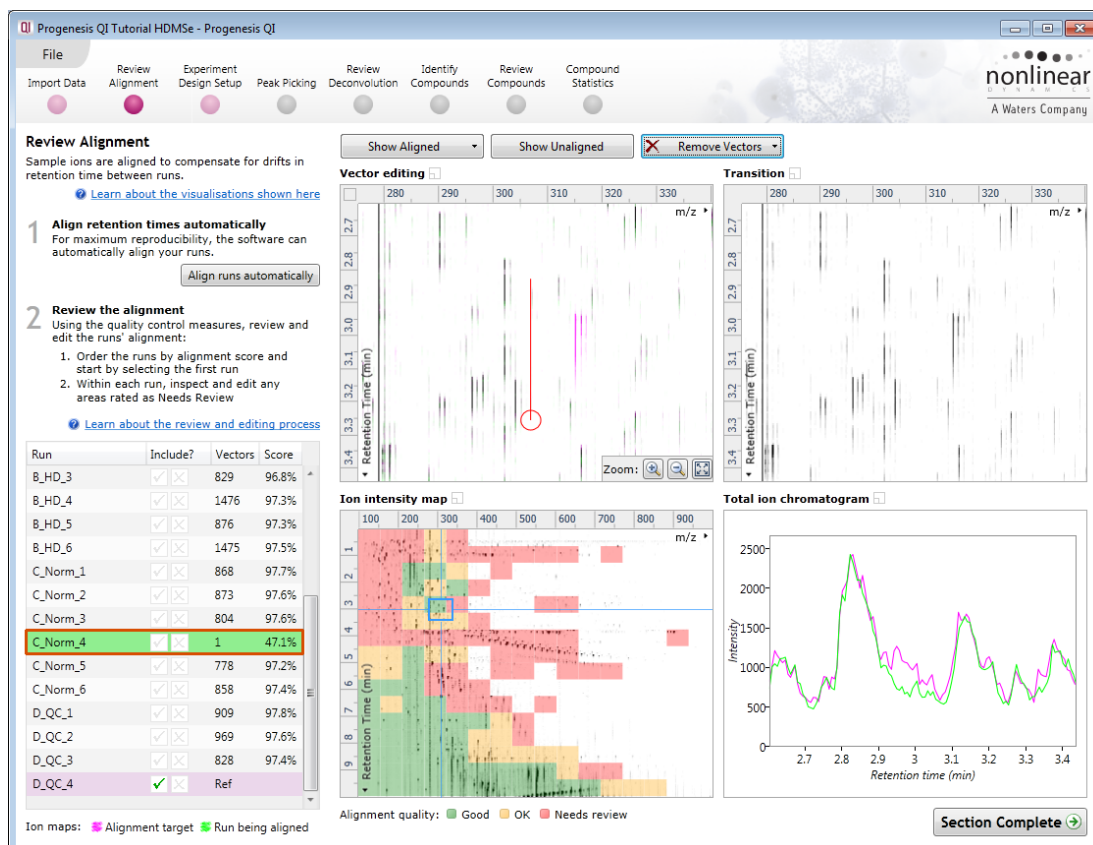 Progenesis QI Tutorial HDMSe - Progenesis QI
File
Import Data
Review Alignment
Experiment Design Setup
Peak Picking
Review Deconvolution
Identify Compounds
Review Compounds
Compound Statistics
nonlinear
DYNAMICS
A Waters Company
Review Alignment
Sample ions are aligned to compensate for drifts in
retention time between runs.
Learn about the visualisations shown here
1 Align retention times automatically
For maximum reproducibility, the software can
automatically align your runs.
Align runs automatically
2 Review the alignment
Using the quality control measures, review and
edit the runs' alignment:
1. Order the runs by alignment score and
start by selecting the first run
2. Within each run, inspect and edit any
areas rated as Needs Review
Learn about the review and editing process
Run Include? Vectors Score
B_HD_3 829 96.8%
B_HD_4 1476 97.3%
B_HD_5 876 97.3%
B_HD_6 1475 97.5%
C_Norm_1 868 97.7%
C_Norm_2 873 97.6%
C_Norm_3 804 97.6%
C_Norm_4 1 47.1%
C_Norm_5 778 97.2%
C_Norm_6 858 97.4%
D_QC_1 909 97.8%
D_QC_2 969 97.6%
D_QC_3 828 97.4%
D_QC_4 Ref
Ion maps: Alignment target Run being aligned
Show Aligned
Show Unaligned
Remove Vectors
Vector editing
280 290 300 310 320 330
m/z
2.7 2.8 2.9 3.0 3.1 3.2 3.3 3.4
Retention Time (min)
Zoom:
Transition
280 290 300 310 320 330
m/z
2.7 2.8 2.9 3.0 3.1 3.2 3.3 3.4
Retention Time (min)
Ion intensity map
100 200 300 400 500 600 700 800 900
m/z
1 2 3 4 5 6 7 8 9
Retention Time (min)
Alignment quality: Good OK Needs review
Total ion chromatogram
2500
2000
1500
1000
500
0
Intensity
2.7 2.8 2.9 3 3.1 3.2 3.3 3.4
Retention time (min)
Section Complete